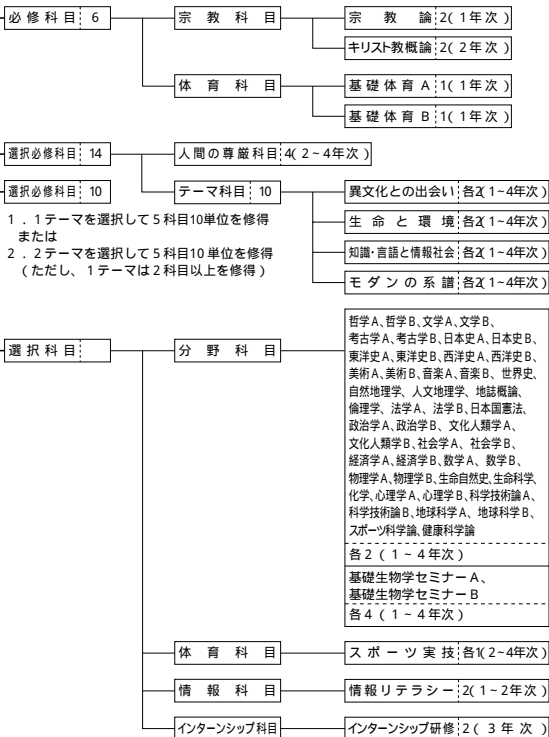 必修科目 6
宗教科目
宗教論 2(1年次)
キリスト教概論 2(2年次)
体育科目
基礎体育A 1(1年次)
基礎体育B 1(1年次)
選択必修科目 14
人間の尊厳科目 4(2~4年次)
選択必修科目 10
テーマ科目 10
異文化との出会い 各2(1~4年次)
生命と環境 各2(1~4年次)
知識・言語と情報社会 各2(1~4年次)
モダンの系譜 各2(1~4年次)
1.1テーマを選択して5科目10単位を修得
または
2.2テーマを選択して5科目10単位を修得
(ただし、1テーマは2科目以上を修得)
選択科目
分野科目
哲学A、哲学B、文学A、文学B、
考古学A、考古学B、日本史A、日本史B、
東洋史A、東洋史B、西洋史A、西洋史B、
美術A、美術B、音楽A、音楽B、世界史、
自然地理学、人文地理学、地誌概論、
倫理学、法学A、法学B、日本国憲法、
政治学A、政治学B、文化人類学A、
文化人類学B、社会学A、社会学B、
経済学A、経済学B、数学A、数学B、
物理学A、物理学B、生命自然史、生命科学、
化学、心理学A、心理学B、科学技術論A、
科学技術論B、地球科学A、地球科学B、
スポーツ科学論、健康科学論
各2(1~4年次)
基礎生物学セミナーA、
基礎生物学セミナーB
各4(1~4年次)
体育科目
スポーツ実技 各1(2~4年次)
情報科目
情報リテラシー 2(1~2年次)
インターンシップ科目
インターンシップ研修 2(3年次)